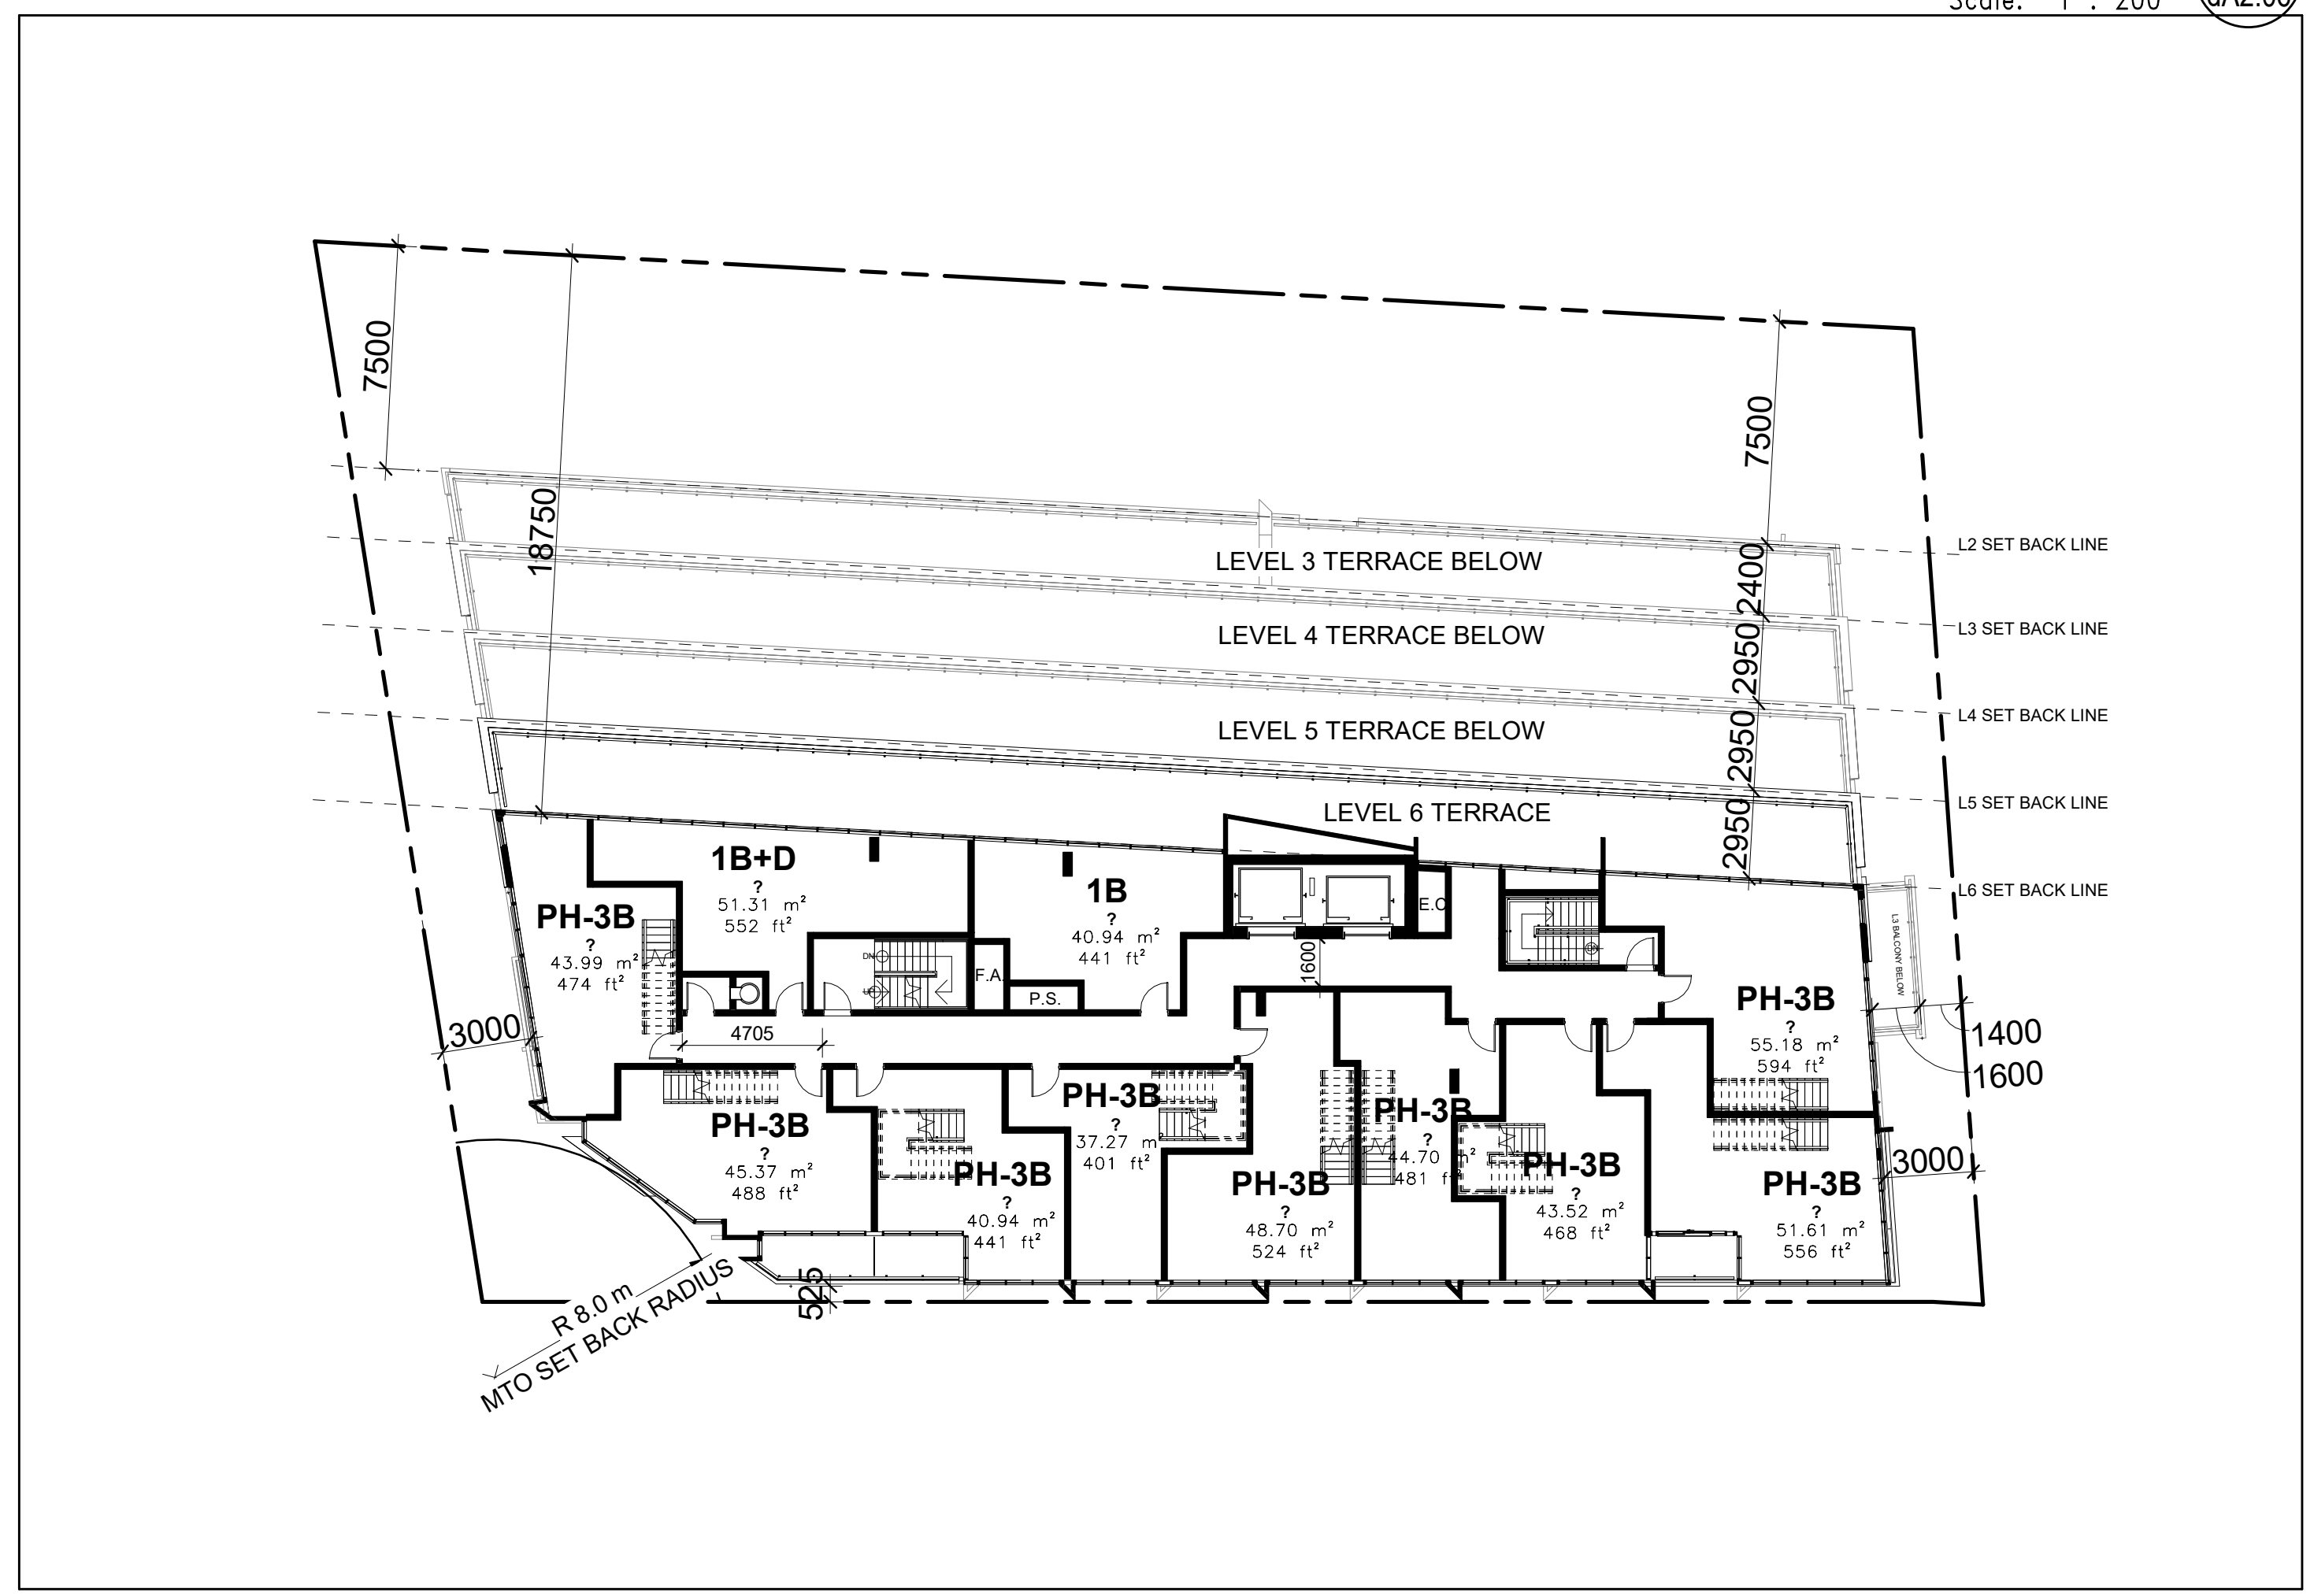 Scale: 1 : 200
dA2.06
7500
18750
7500
LEVEL 3 TERRACE BELOW
2400
L2 SET BACK LINE
LEVEL 4 TERRACE BELOW
2950
L3 SET BACK LINE
LEVEL 5 TERRACE BELOW
2950
L4 SET BACK LINE
LEVEL 6 TERRACE
2950
L5 SET BACK LINE
L6 SET BACK LINE
L3 BALCONY BELOW
PH-3B
?
43.99 m²
474 ft²
1B+D
?
51.31 m²
552 ft²
DN
UP
F.A.
P.S.
1B
?
40.94 m²
441 ft²
E.C
1600
DN
PH-3B
?
55.18 m²
594 ft²
1400
1600
3000
4705
PH-3B
?
45.37 m²
488 ft²
PH-3B
?
40.94 m²
441 ft²
PH-3B
?
37.27 m
401 ft²
PH-3B
?
48.70 m²
524 ft²
PH-3B
?
44.70 m²
481 ft²
PH-3B
?
43.52 m²
468 ft²
PH-3B
?
51.61 m²
556 ft²
3000
525
R 8.0 m
MTO SET BACK RADIUS